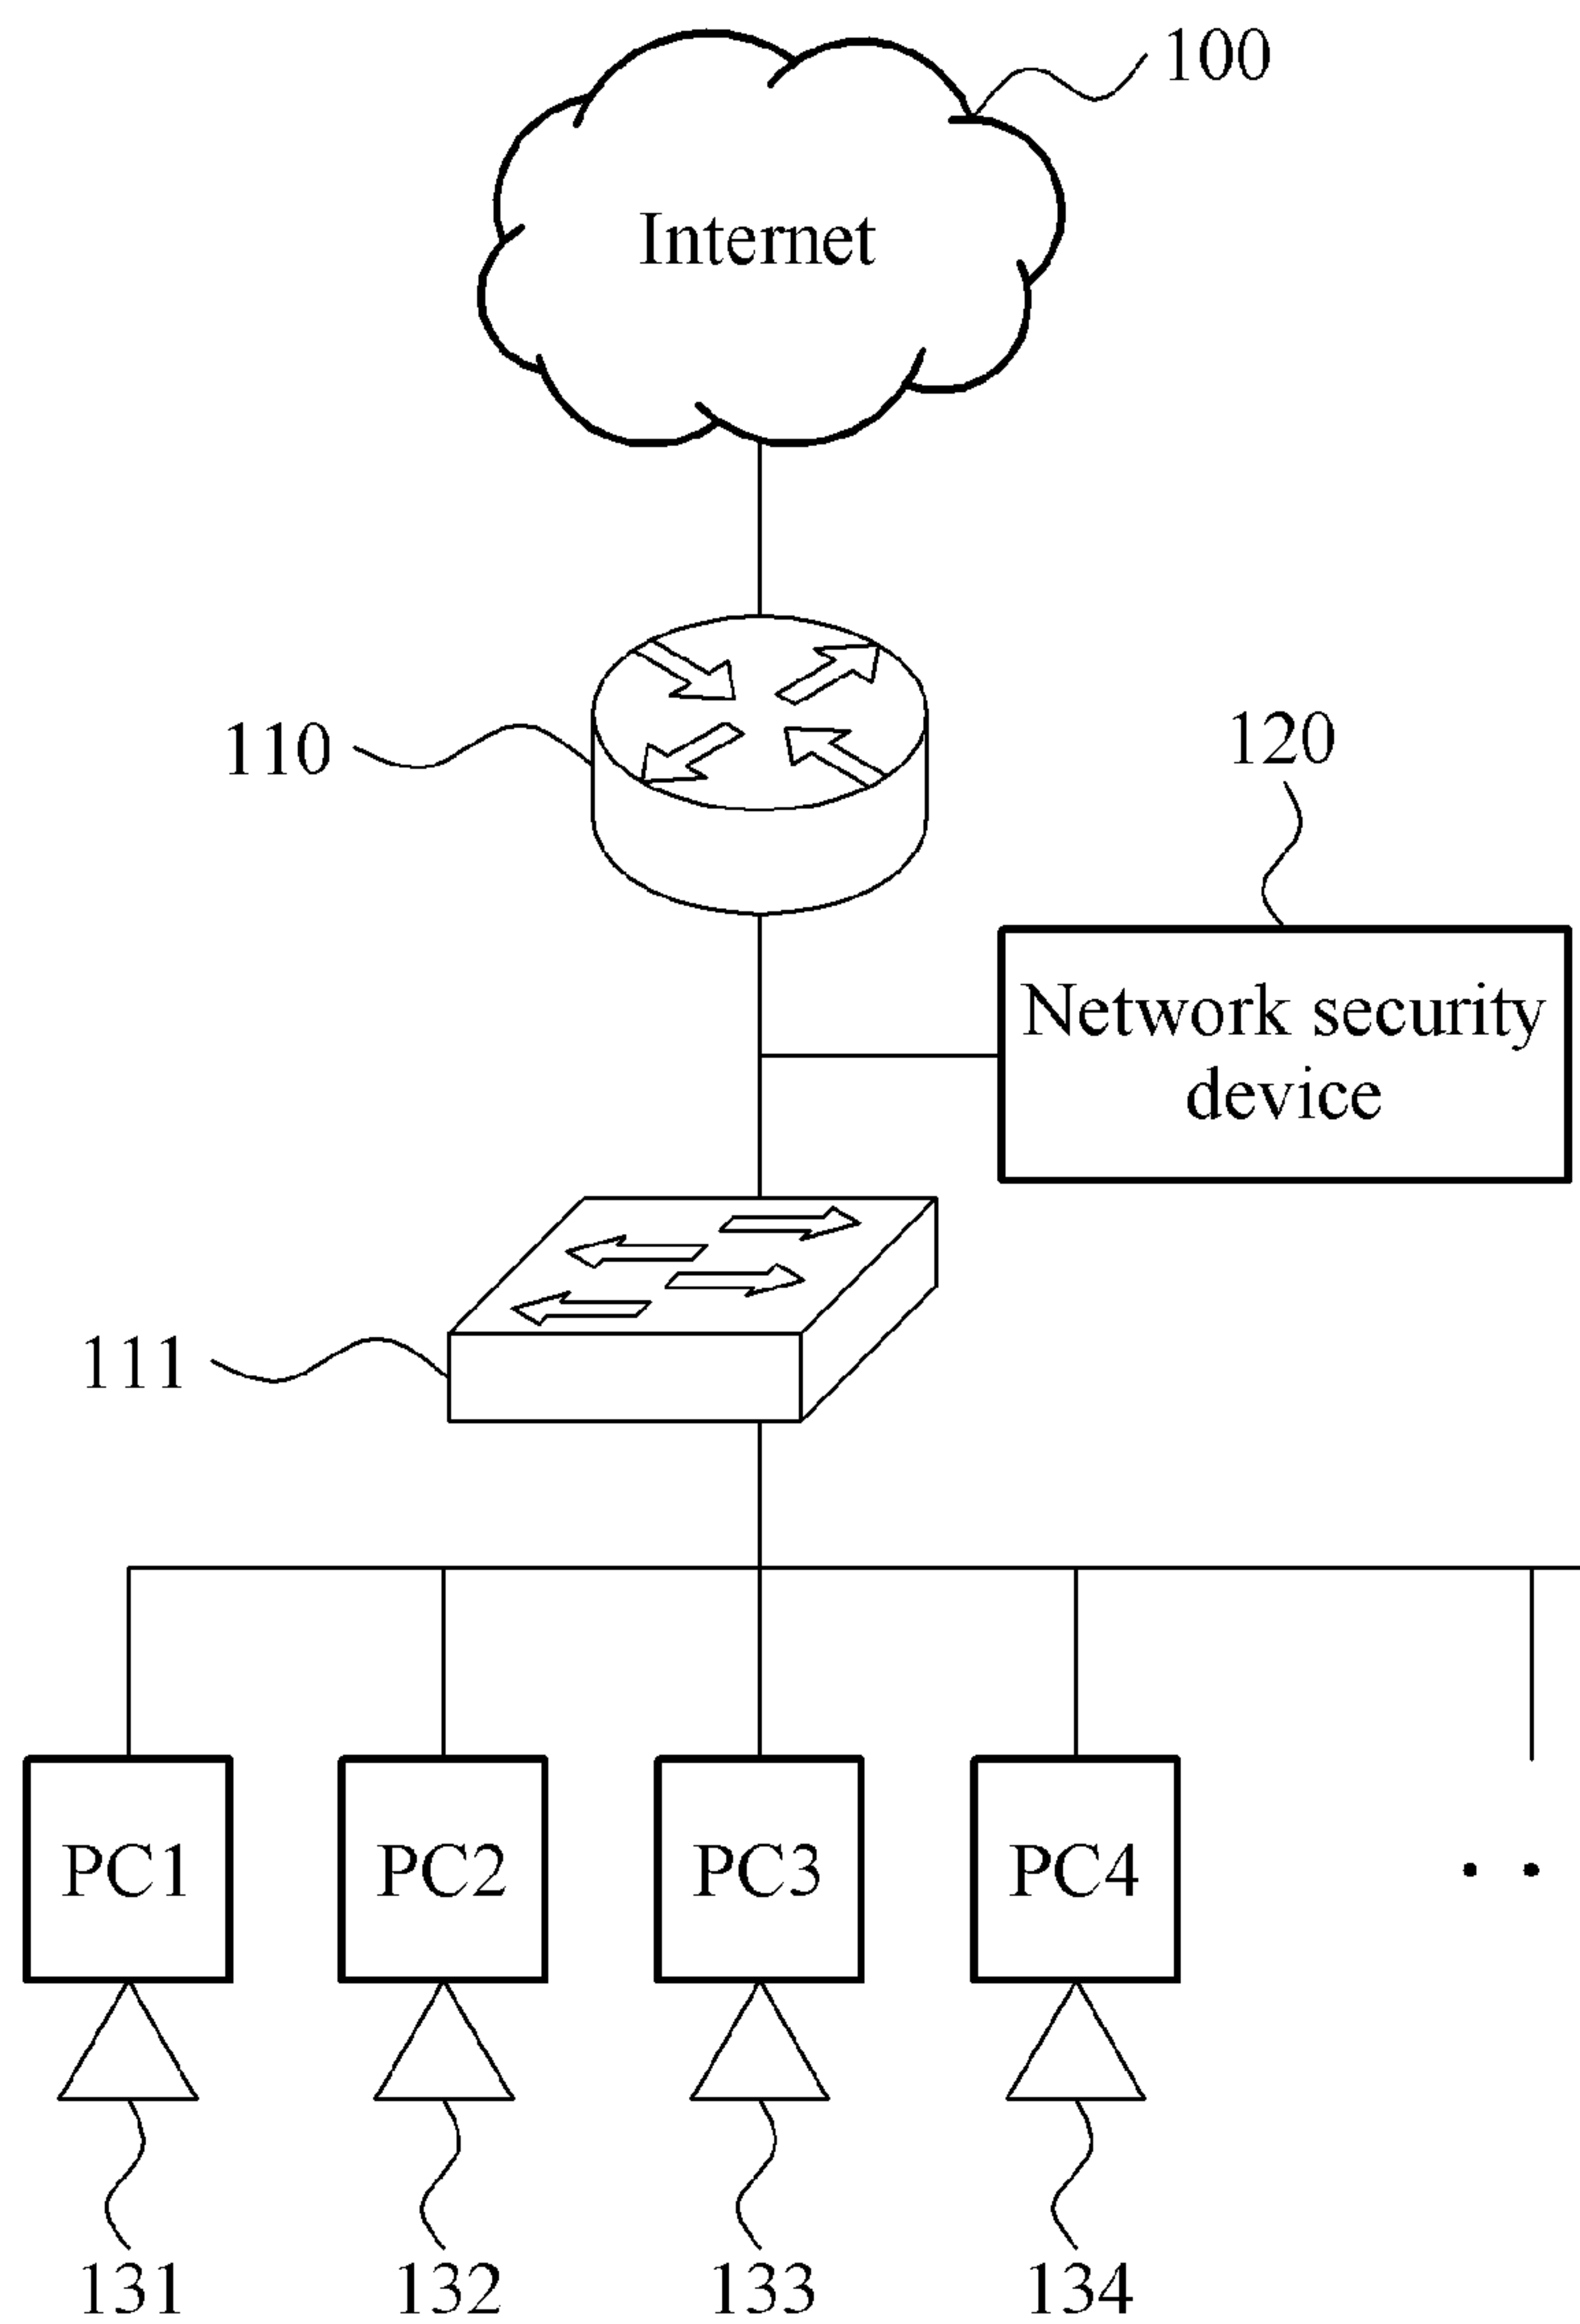 100
Internet
110
120
Network security
device
111
PC1
PC2
PC3
PC4
. .
131
132
133
134